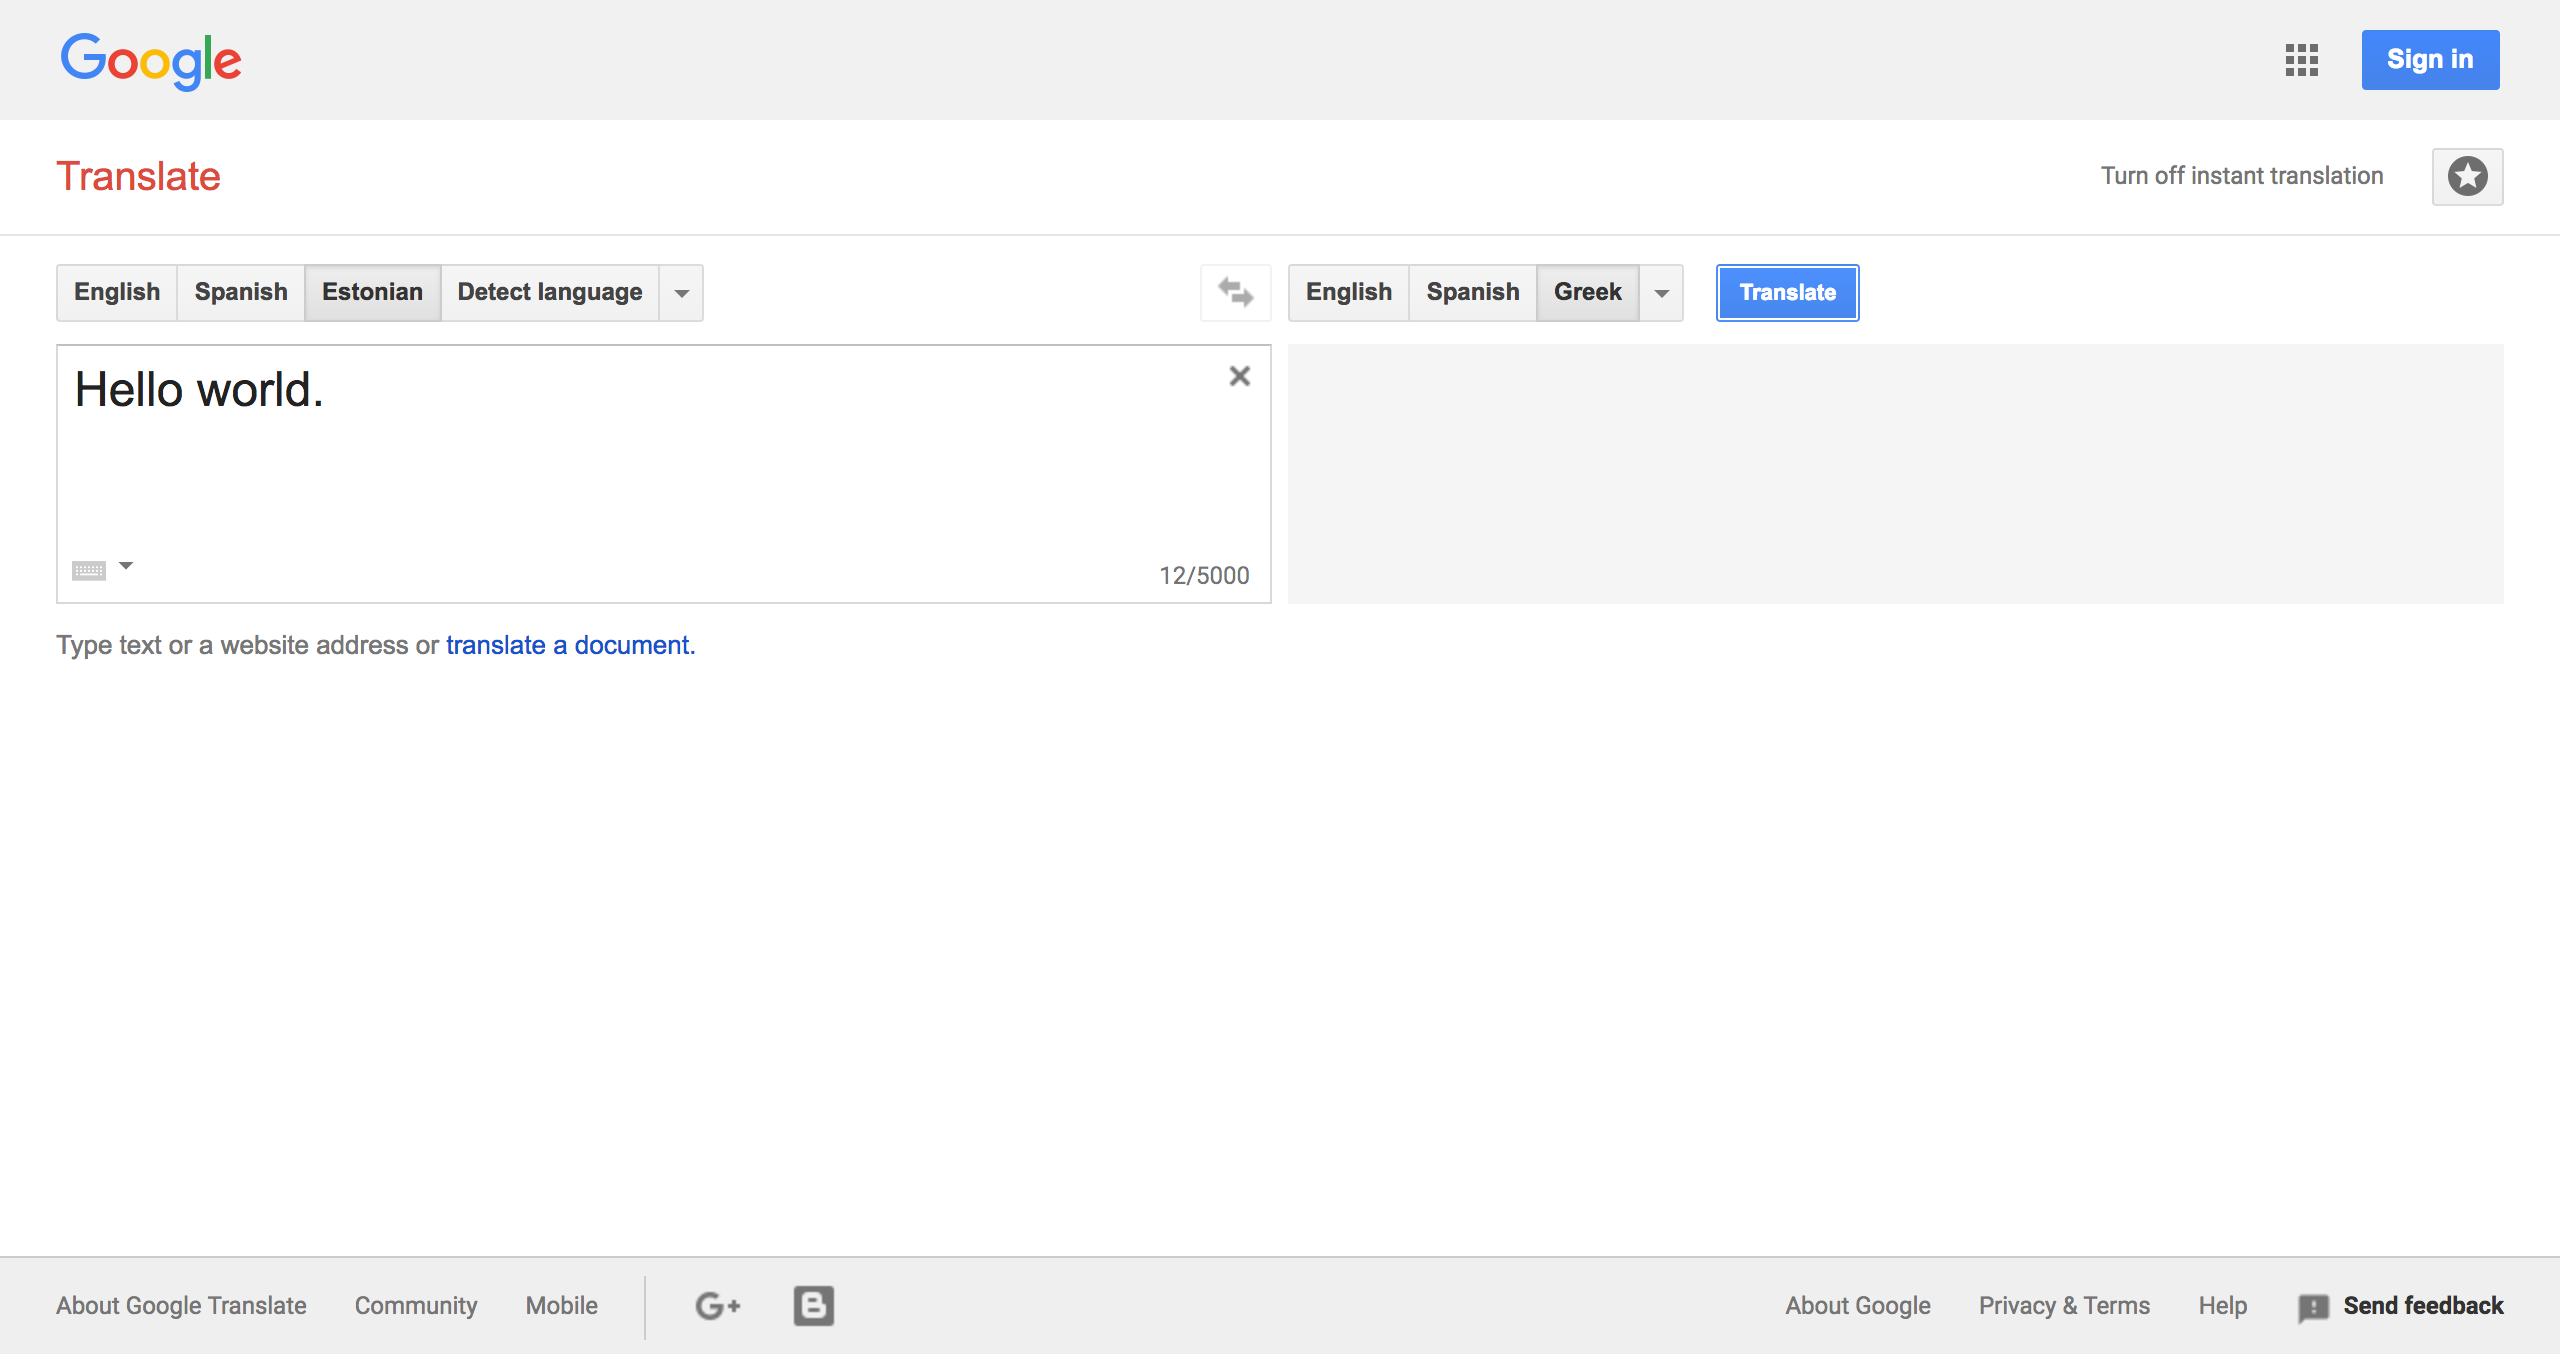 Google
Sign in
Translate
Turn off instant translation
English Spanish Estonian Detect language
English Spanish Greek Translate
Hello world.
12/5000
Type text or a website address or translate a document.
About Google Translate Community Mobile G+ B
About Google Privacy & Terms Help Send feedback